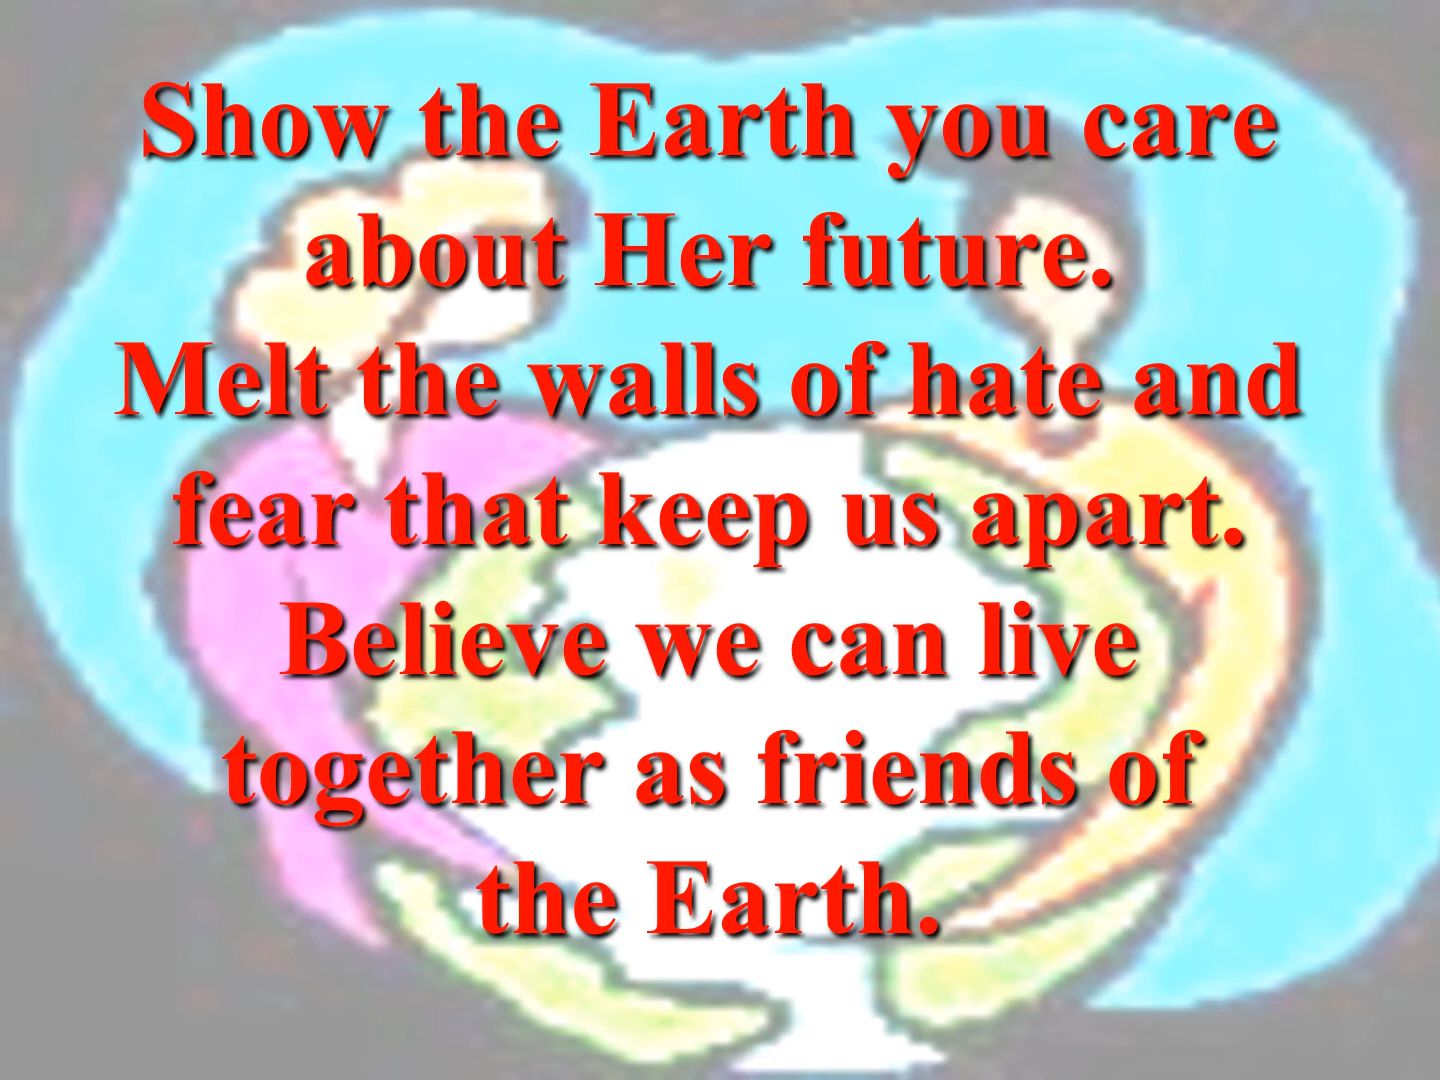 Show the Earth you care
about Her future.
Melt the walls of hate and
fear that keep us apart.
Believe we can live
together as friends of
the Earth.